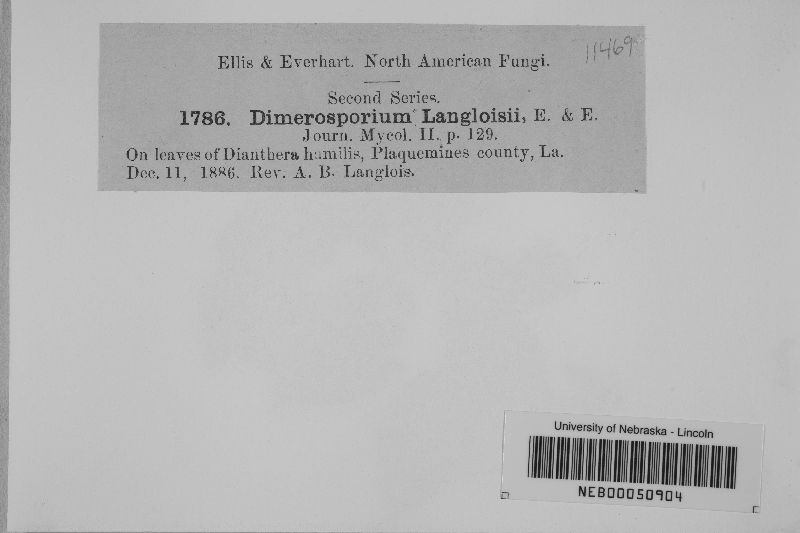 Ellis & Everhart. North American Fungi.
11469
Second Series.
1786. Dimerosporium Langloisii, E. & E.
Journ. Mycol. II. p. 129.
On leaves of Dianthera humilis, Plaquemines county, La.
Dec. 11, 1886. Rev. A. B. Langlois.
University of Nebraska - Lincoln
NEB00050904